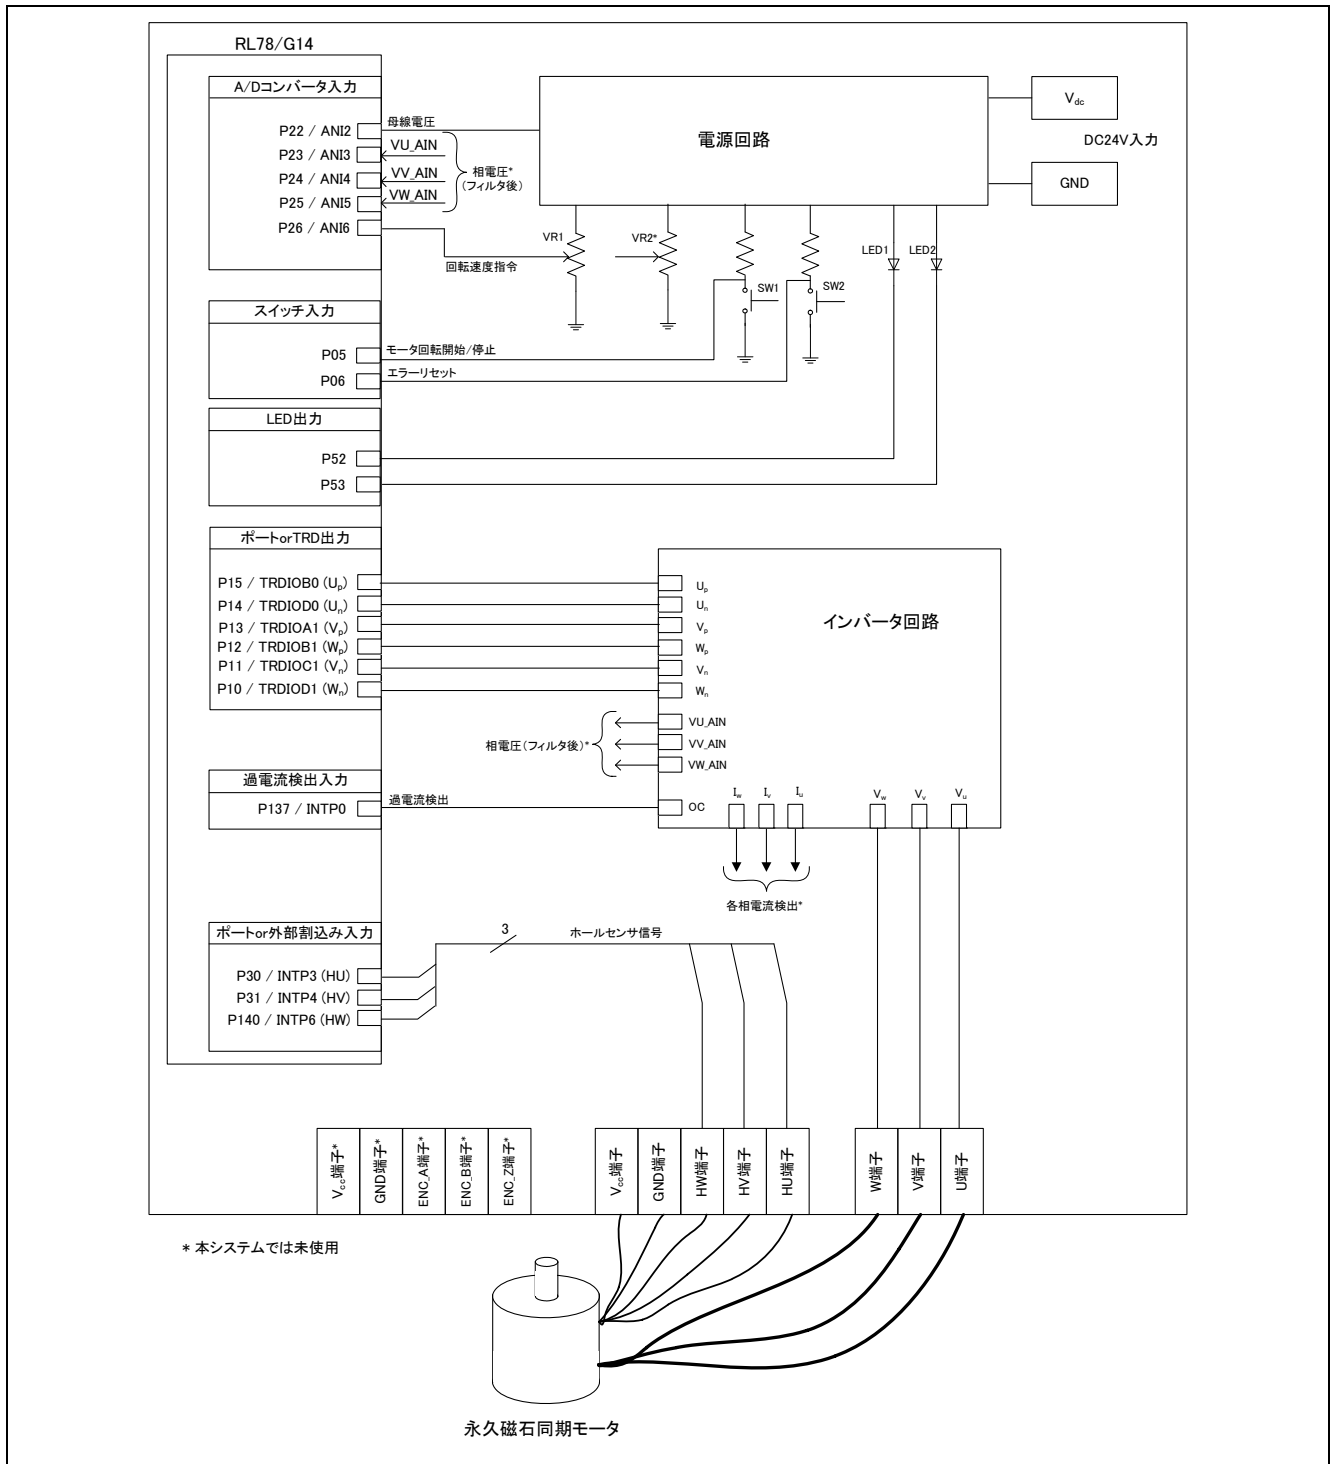 RL78/G14
A/Dコンバータ入力
P22 / ANI2
P23 / ANI3
P24 / ANI4
P25 / ANI5
P26 / ANI6
母線電圧
VU_AIN
VV_AIN
VW_AIN
相電圧*
(フィルタ後)
回転速度指令
電源回路
Vdc
DC24V入力
GND
VR1
VR2*
SW1
SW2
LED1
LED2
スイッチ入力
P05
P06
モータ回転開始/停止
エラーリセット
LED出力
P52
P53
ポートorTRD出力
P15 / TRDIOB0 (Up)
P14 / TRDIOD0 (Un)
P13 / TRDIOA1 (Vp)
P12 / TRDIOB1 (Wp)
P11 / TRDIOC1 (Vn)
P10 / TRDIOD1 (Wn)
インバータ回路
Up
Un
Vp
Wp
Vn
Wn
相電圧(フィルタ後)*
VU_AIN
VV_AIN
VW_AIN
過電流検出入力
P137 / INTP0
過電流検出
OC
Iw
Iv
Iu
Vw
Vv
Vu
各相電流検出*
ポートor外部割込み入力
P30 / INTP3 (HU)
P31 / INTP4 (HV)
P140 / INTP6 (HW)
3
ホールセンサ信号
Vcc端子*
GND端子*
ENC_A端子*
ENC_B端子*
ENC_Z端子*
Vcc端子
GND端子
HW端子
HV端子
HU端子
W端子
V端子
U端子
* 本システムでは未使用
永久磁石同期モータ